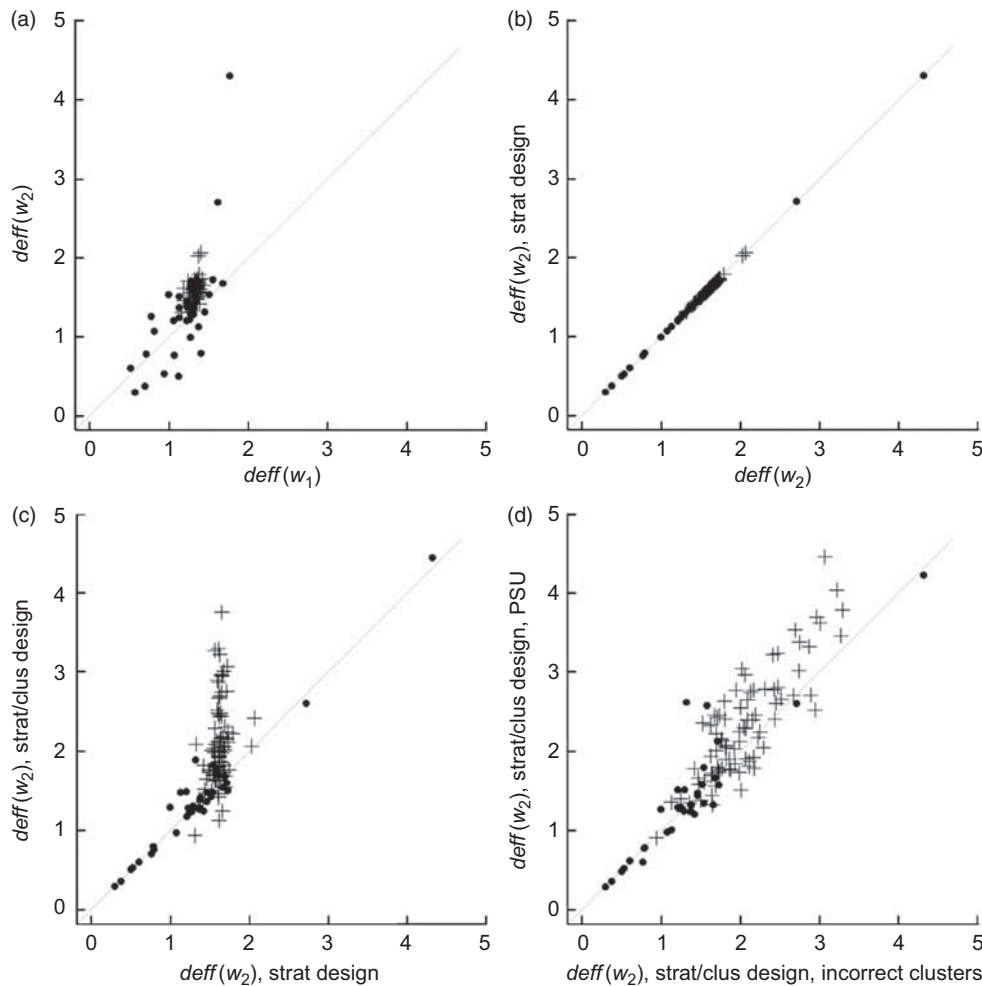 (a)
5
4
3
2
1
0
deff(w2)
0 1 2 3 4 5
deff(w1)
(b)
5
4
3
2
1
0
deff(w2), strat design
0 1 2 3 4 5
deff(w2)
(c)
5
4
3
2
1
0
deff(w2), strat/clus design
0 1 2 3 4 5
deff(w2), strat design
(d)
5
4
3
2
1
0
deff(w2), strat/clus design, PSU
0 1 2 3 4 5
deff(w2), strat/clus design, incorrect clusters